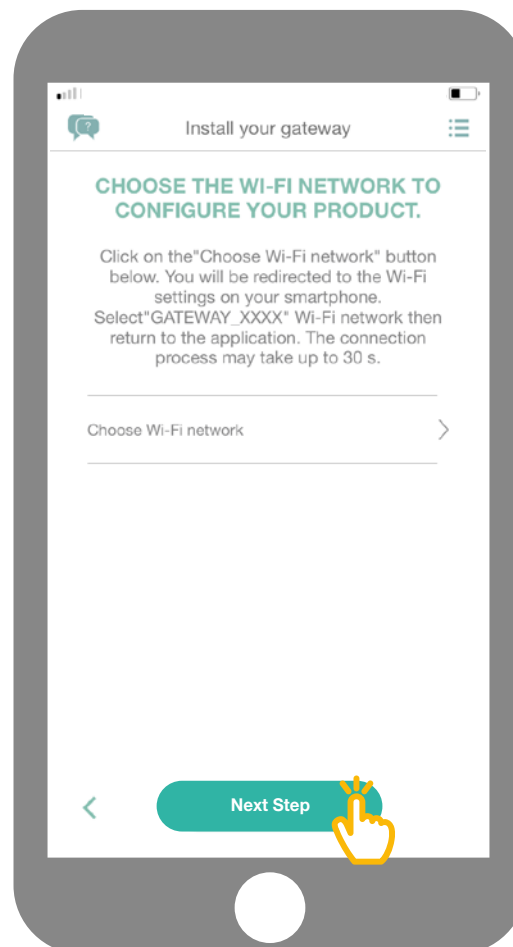 ?
Install your gateway
CHOOSE THE WI-FI NETWORK TO
CONFIGURE YOUR PRODUCT.
Click on the"Choose Wi-Fi network" button
below. You will be redirected to the Wi-Fi
settings on your smartphone.
Select"GATEWAY_XXXX" Wi-Fi network then
return to the application. The connection
process may take up to 30 s.
Choose Wi-Fi network
Next Step